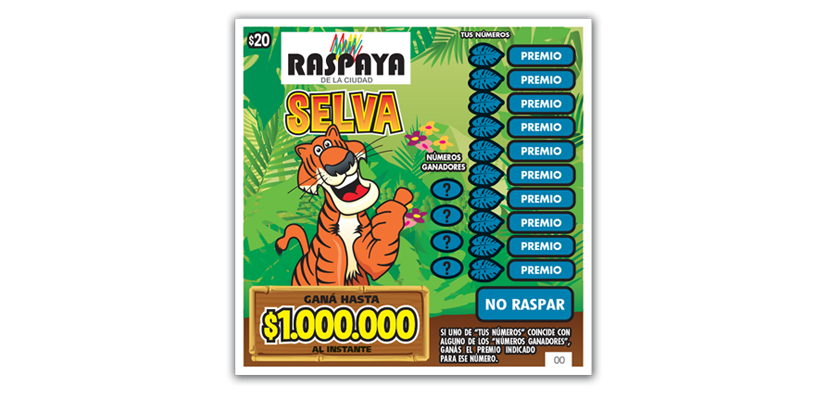 $20
RASPAYA
DE LA CIUDAD
SELVA
TUS NÚMEROS
PREMIO
PREMIO
PREMIO
PREMIO
PREMIO
PREMIO
PREMIO
PREMIO
PREMIO
PREMIO
NÚMEROS
GANADORES
?
?
?
?
GANÁ HASTA
$1.000.000
AL INSTANTE
NO RASPAR
SI UNO DE "TUS NÚMEROS" COINCIDE CON
ALGUNO DE LOS "NÚMEROS GANADORES",
GANÁS EL PREMIO INDICADO
PARA ESE NÚMERO.
00